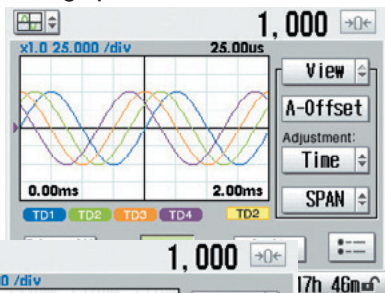 1,000 →0←
x1.0 25.000 /div 25.00us
View
A-Offset
Adjustment:
Time
SPAN
0.00ms 2.00ms
TD1 TD2 TD3 TD4 TD2
1,000 →0←
/div
17h 46m